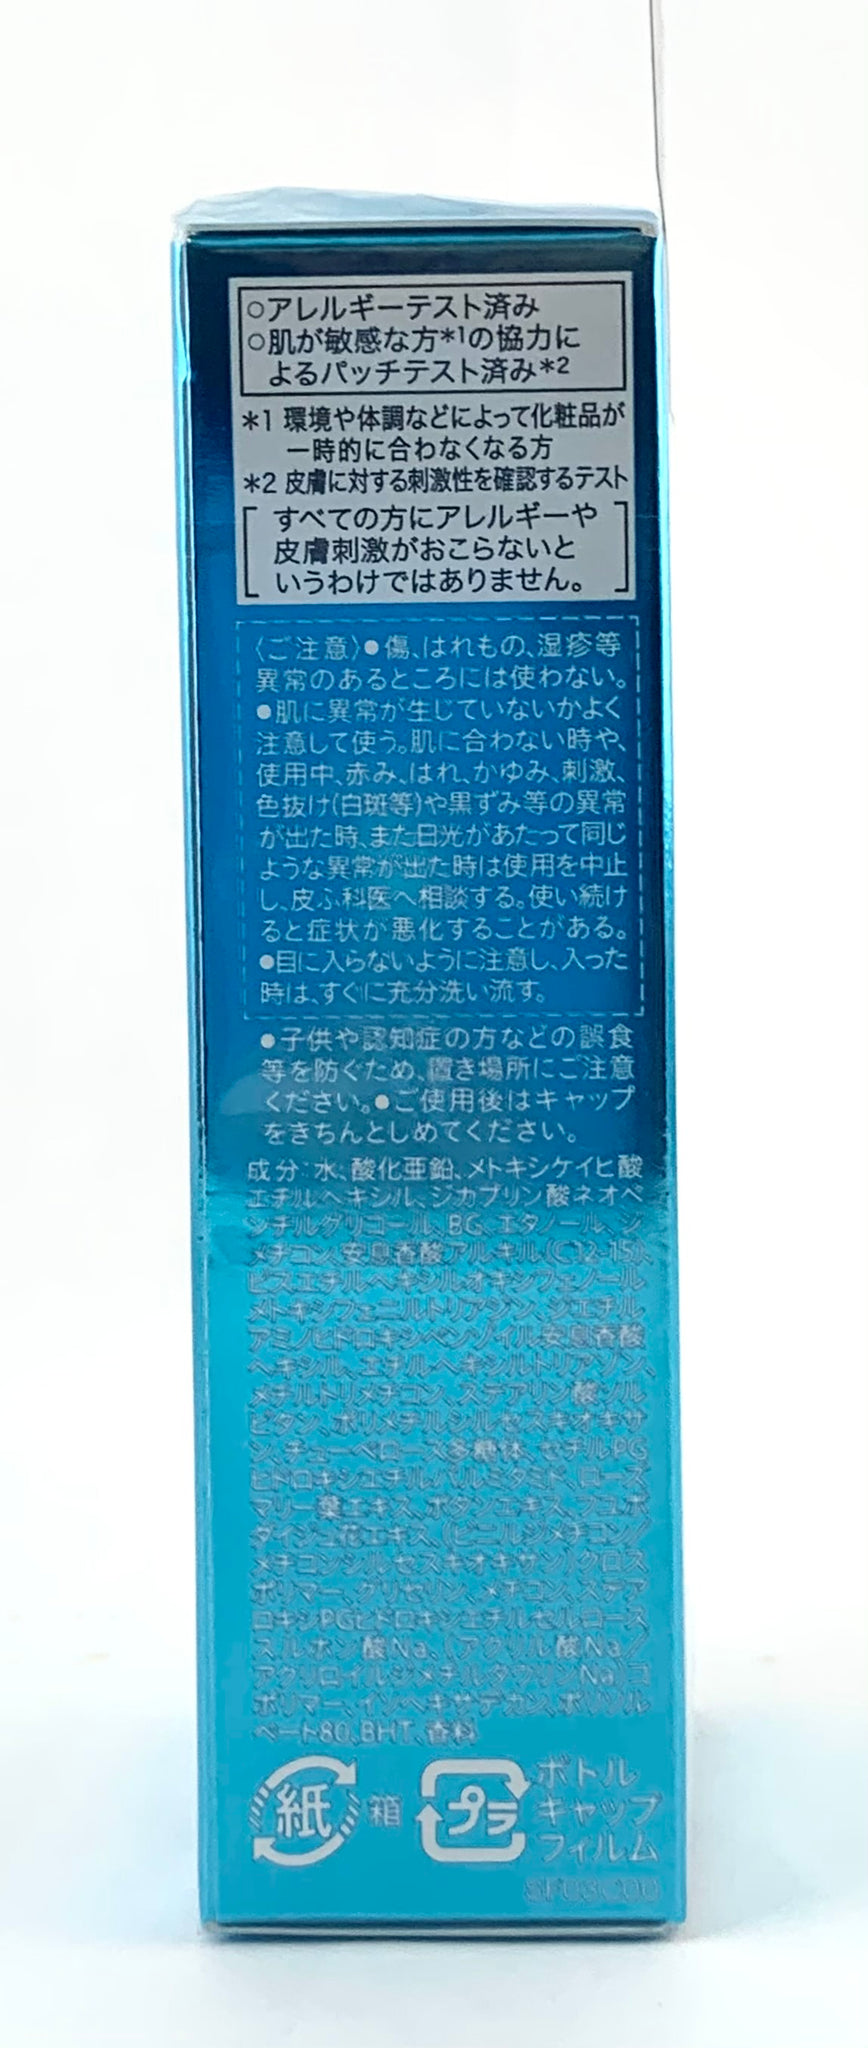 ○アレルギーテスト済み
○肌が敏感な方*1の協力に
よるパッチテスト済み*2
*1 環境や体調などによって化粧品が
一時的に合わなくなる方
*2 皮膚に対する刺激性を確認するテスト
[すべての方にアレルギーや
皮膚刺激がおこらないと
いうわけではありません。]
〈ご注意〉●傷、はれもの、湿疹等
異常のあるところには使わない。
●肌に異常が生じていないかよく
注意して使う。肌に合わない時や、
使用中、赤み、はれ、かゆみ、刺激、
色抜け(白斑等)や黒ずみ等の異常
が出た時、また日光があたって同じ
ような異常が出た時は使用を中止
し、皮ふ科医へ相談する。使い続け
ると症状が悪化することがある。
●目に入らないように注意し、入った
時は、すぐに充分洗い流す。
●子供や認知症の方などの誤食
等を防ぐため、置き場所にご注意
ください。●ご使用後はキャップ
をきちんとしめてください。
成分:水、酸化亜鉛、メトキシケイヒ酸
エチルヘキシル、ジカプリン酸ネオペ
ンチルグリコール、BG、エタノール、ジ
メチコン、安息香酸アルキル(C12-15)、
ビスエチルヘキシルオキシフェノール
メトキシフェニルトリアジン、ジエチル
アミノヒドロキシベンゾイル安息香酸
ヘキシル、エチルヘキシルトリアゾン、
メチルトリメチコン、ステアリン酸ソル
ビタン、ポリメチルシルセスキオキサ
ン、チューベロース多糖体、セチルPG
ヒドロキシエチルパルミタミド、ローズ
マリー葉エキス、ボタンエキス、フユボ
ダイジュ花エキス、(ビニルジメチコン/
メチコンシルセスキオキサン)クロス
ポリマー、グリセリン、メチコン、ステア
ロキシPGヒドロキシエチルセルロース
スルホン酸Na、(アクリル酸Na/
アクリロイルジメチルタウリンNa)コ
ポリマー、イソヘキサデカン、ポリソル
ベート80、BHT、香料
紙 箱
プラ ボトル
キャップ
フィルム